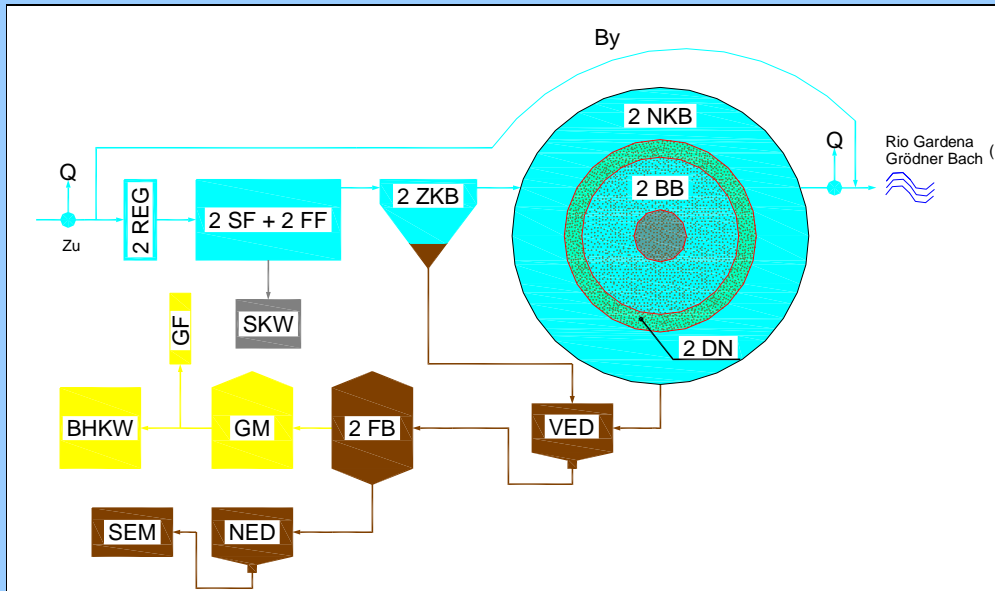 By
2 NKB
Q
Q
Rio Gardena
Grödner Bach (
2 BB
2 ZKB
2 SF + 2 FF
2 REG
Zu
SKW
GF
2 DN
BHKW
GM
2 FB
VED
SEM
NED